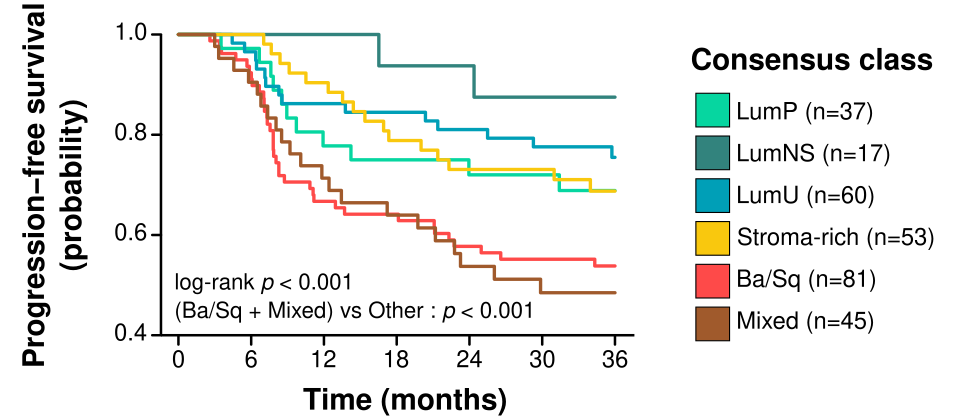 Progression–free survival
(probability)
1.0
0.8
0.6
0.4
log-rank p < 0.001
(Ba/Sq + Mixed) vs Other : p < 0.001
0 6 12 18 24 30 36
Time (months)
Consensus class
LumP (n=37)
LumNS (n=17)
LumU (n=60)
Stroma-rich (n=53)
Ba/Sq (n=81)
Mixed (n=45)